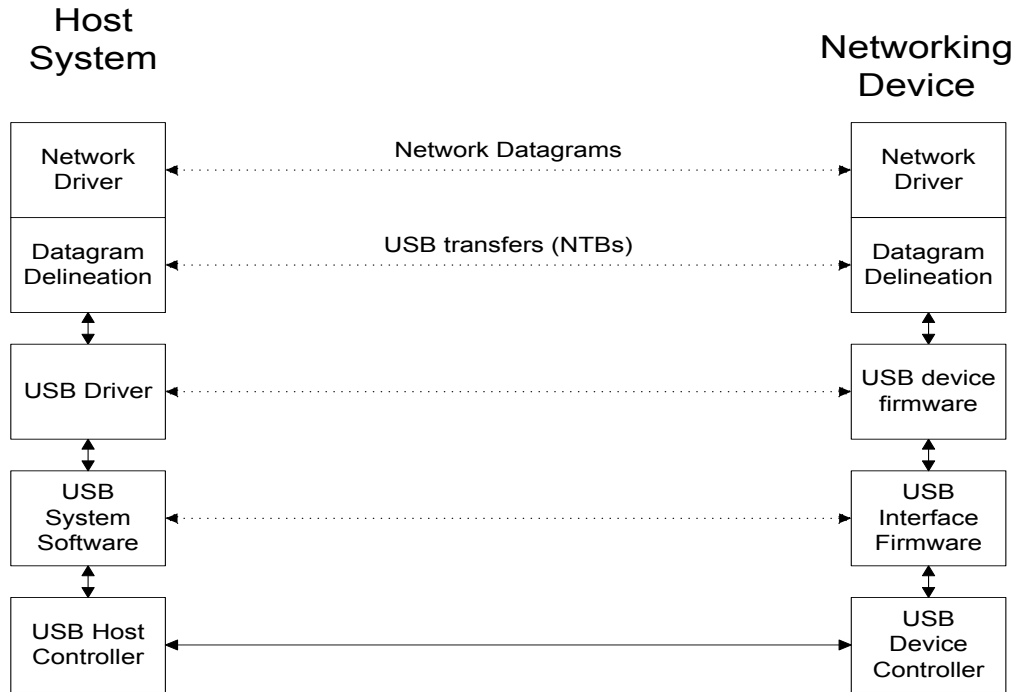 Host
System
Networking
Device
Network
Driver
Network Datagrams
Network
Driver
Datagram
Delineation
USB transfers (NTBs)
Datagram
Delineation
USB Driver
USB device
firmware
USB
System
Software
USB
Interface
Firmware
USB Host
Controller
USB
Device
Controller